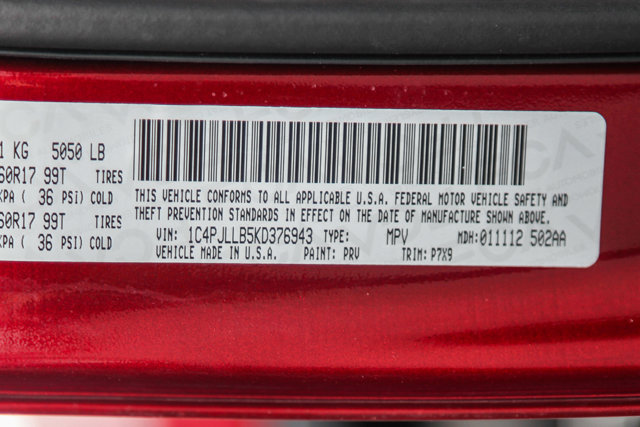 1 KG 5050 LB
60R17 99T TIRES
KPA ( 36 PSI) COLD
60R17 99T TIRES
KPA ( 36 PSI) COLD
THIS VEHICLE CONFORMS TO ALL APPLICABLE U.S.A. FEDERAL MOTOR VEHICLE SAFETY AND
THEFT PREVENTION STANDARDS IN EFFECT ON THE DATE OF MANUFACTURE SHOWN ABOVE.
VIN: 1C4PJLLB5KD376943 TYPE: MPV MDH:011112 502AA
VEHICLE MADE IN U.S.A. PAINT: PRV TRIM: P7X9